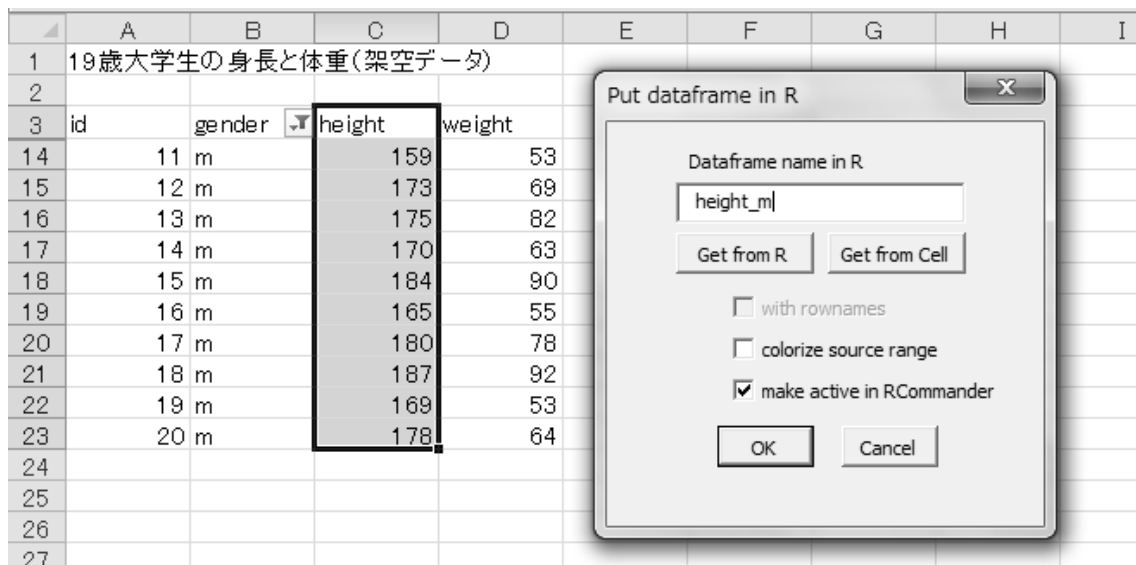 A B C D E F G H I
1 19歳大学生の身長と体重(架空データ)
2
3 id gender height weight
14 11 m 159 53
15 12 m 173 69
16 13 m 175 82
17 14 m 170 63
18 15 m 184 90
19 16 m 165 55
20 17 m 180 78
21 18 m 187 92
22 19 m 169 53
23 20 m 178 64
24
25
26
27
Put dataframe in R
Dataframe name in R
height_m
Get from R Get from Cell
with rownames
colorize source range
make active in RCommander
OK Cancel